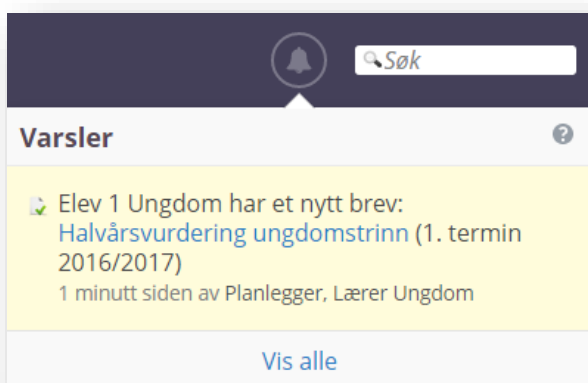 Søk
Varsler
Elev 1 Ungdom har et nytt brev:
Halvårsvurdering ungdomstrinn (1. termin
2016/2017)
1 minutt siden av Planlegger, Lærer Ungdom
Vis alle